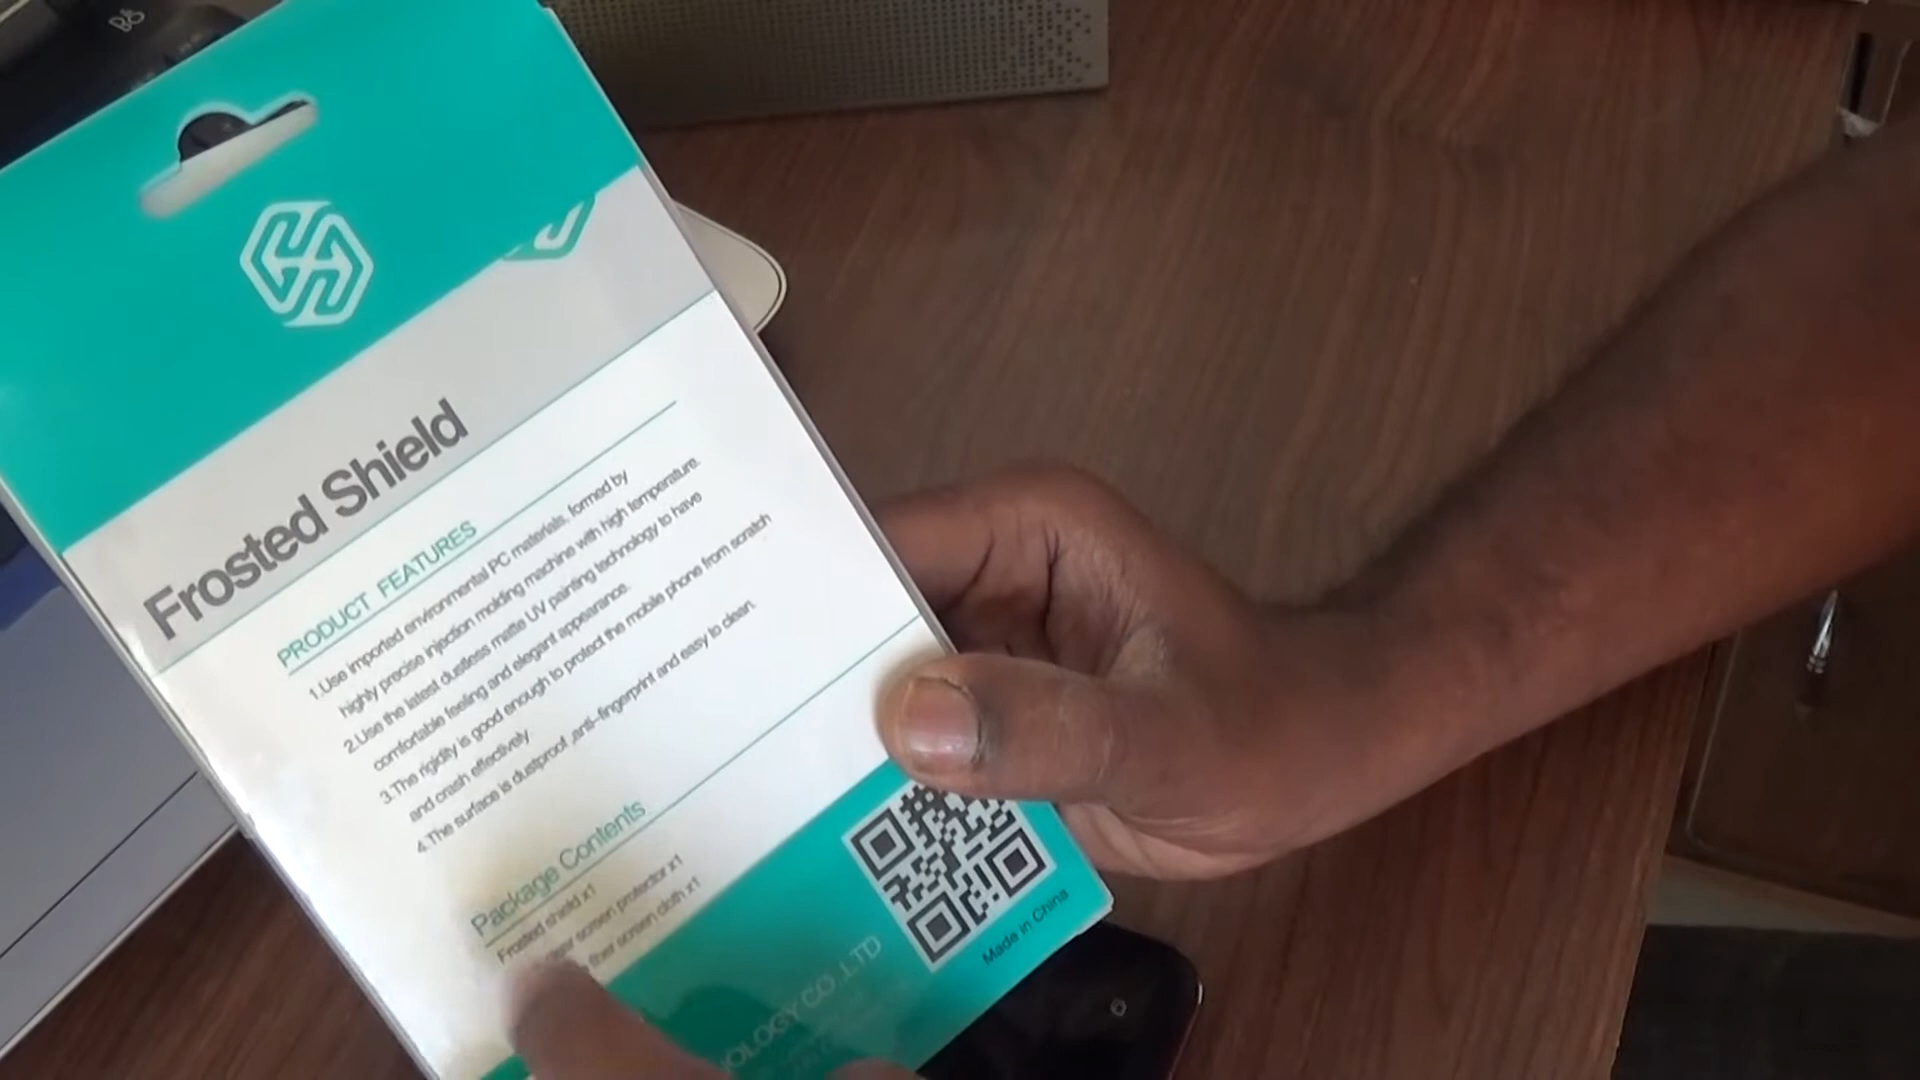 Frosted Shield
PRODUCT FEATURES
1.Use imported environmental PC materials, formed by
highly precise injection molding machine with high temperature.
2.Use the latest dustless matte UV painting technology to have
comfortable feeling and elegant appearance.
3.The rigidity is good enough to protect the mobile phone from scratch
and crash effectively
4.The surface is dustproof ,anti-fingerprint and easy to clean.
Package Contents
Frosted shield x1
screen protector x1
fiber screen cloth x1
CO .LTD
Made in China